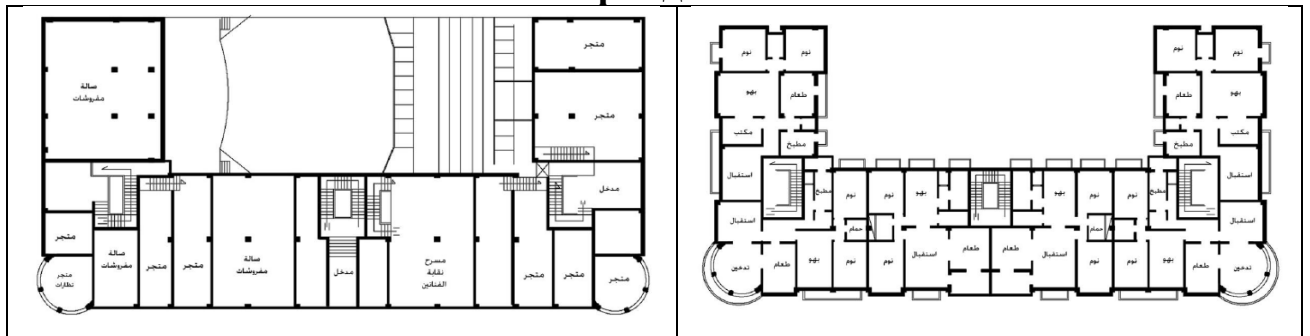 متجر
صالة
مفروشات
متجر
مدخل
متجر
متجر
نظارات
صالة
مفروشات
متجر
متجر
صالة
مفروشات
مدخل
مسرح
نقابة
الفنانين
متجر
متجر
متجر
نوم
نوم
بهو
طعام
مكتب
مطبخ
استقبال
استقبال
تدخين
طعام
بهو
مطبخ
نوم
نوم
بهو
حمام
نوم
نوم
استقبال
طعام
طعام
استقبال
بهو
نوم
نوم
مطبخ
حمام
نوم
نوم
بهو
طعام
نوم
نوم
طعام
بهو
مكتب
مطبخ
استقبال
استقبال
تدخين